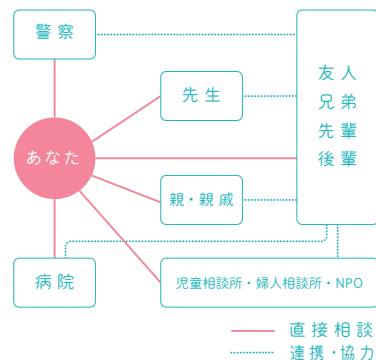 警察
先生
友人
兄弟
先輩
後輩
あなた
親・親戚
病院
児童相談所・婦人相談所・NPO
直接相談
連携・協力